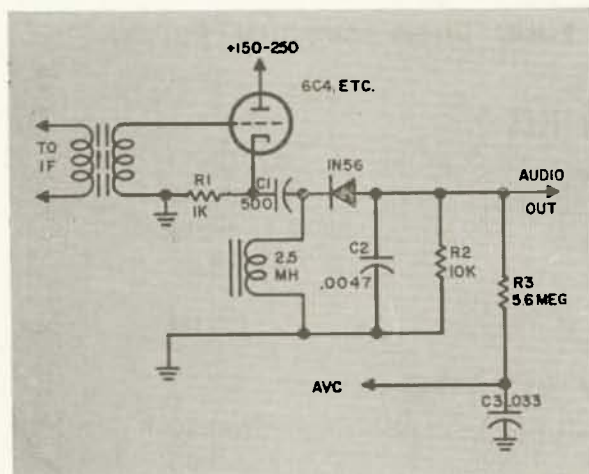 +150-250
6C4, ETC.
TO
IF
R1
1K
C1
500
IN56
AUDIO
OUT
2.5
MH
C2
.0047
R2
10K
R3
5.6 MEG
AVC
C3 .033